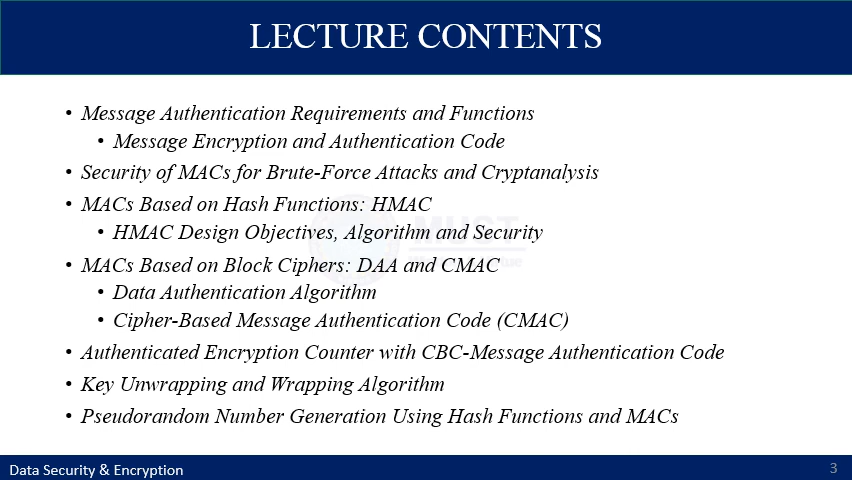 LECTURE CONTENTS
• Message Authentication Requirements and Functions
• Message Encryption and Authentication Code
• Security of MACs for Brute-Force Attacks and Cryptanalysis
• MACs Based on Hash Functions: HMAC
• HMAC Design Objectives, Algorithm and Security
MUST
• MACs Based on Block Ciphers: DAA and CMAC
• Data Authentication Algorithm
• Cipher-Based Message Authentication Code (CMAC)
• Authenticated Encryption Counter with CBC-Message Authentication Code
• Key Unwrapping and Wrapping Algorithm
• Pseudorandom Number Generation Using Hash Functions and MACs
Data Security & Encryption
3